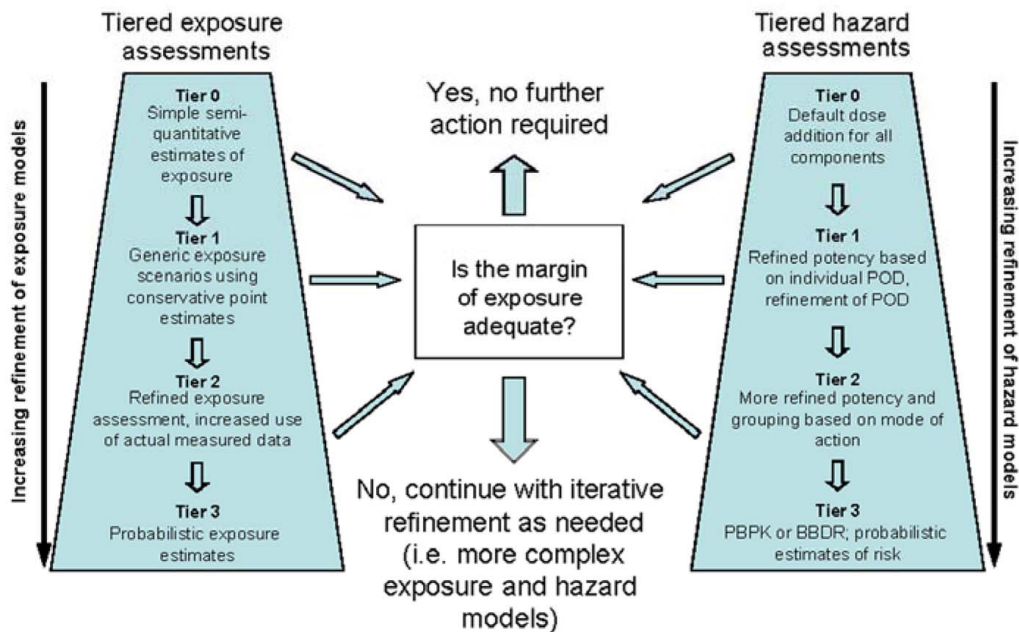 Tiered exposure
assessments
Increasing refinement of exposure models
Tier 0
Simple semi-
quantitative
estimates of
exposure
Tier 1
Generic exposure
scenarios using
conservative point
estimates
Tier 2
Refined exposure
assessment, increased use
of actual measured data
Tier 3
Probabilistic exposure
estimates
Yes, no further
action required
Is the margin
of exposure
adequate?
No, continue with iterative
refinement as needed
(i.e. more complex
exposure and hazard
models)
Tiered hazard
assessments
Tier 0
Default dose
addition for all
components
Tier 1
Refined potency based
on individual POD,
refinement of POD
Tier 2
More refined potency and
grouping based on mode of
action
Tier 3
PBPK or BBDR; probabilistic
estimates of risk
Increasing refinement of hazard models